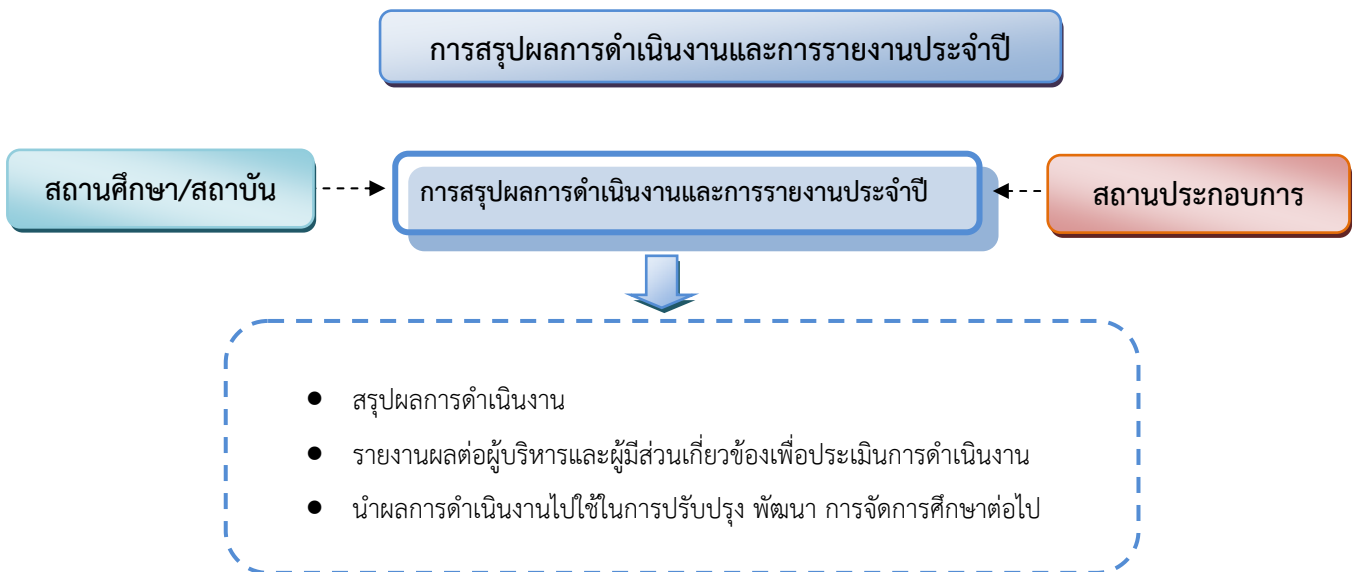 การสรุปผลการดำเนินงานและการรายงานประจำปี
สถานศึกษา/สถาบัน
การสรุปผลการดำเนินงานและการรายงานประจำปี
สถานประกอบการ
● สรุปผลการดำเนินงาน
● รายงานผลต่อผู้บริหารและผู้มีส่วนเกี่ยวข้องเพื่อประเมินการดำเนินงาน
● นำผลการดำเนินงานไปใช้ในการปรับปรุง พัฒนา การจัดการศึกษาต่อไป